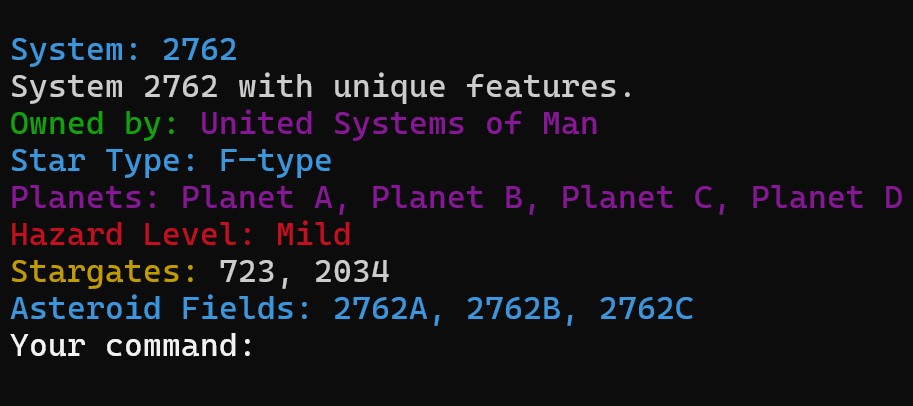 System: 2762
System 2762 with unique features.
Owned by: United Systems of Man
Star Type: F-type
Planets: Planet A, Planet B, Planet C, Planet D
Hazard Level: Mild
Stargates: 723, 2034
Asteroid Fields: 2762A, 2762B, 2762C
Your command: